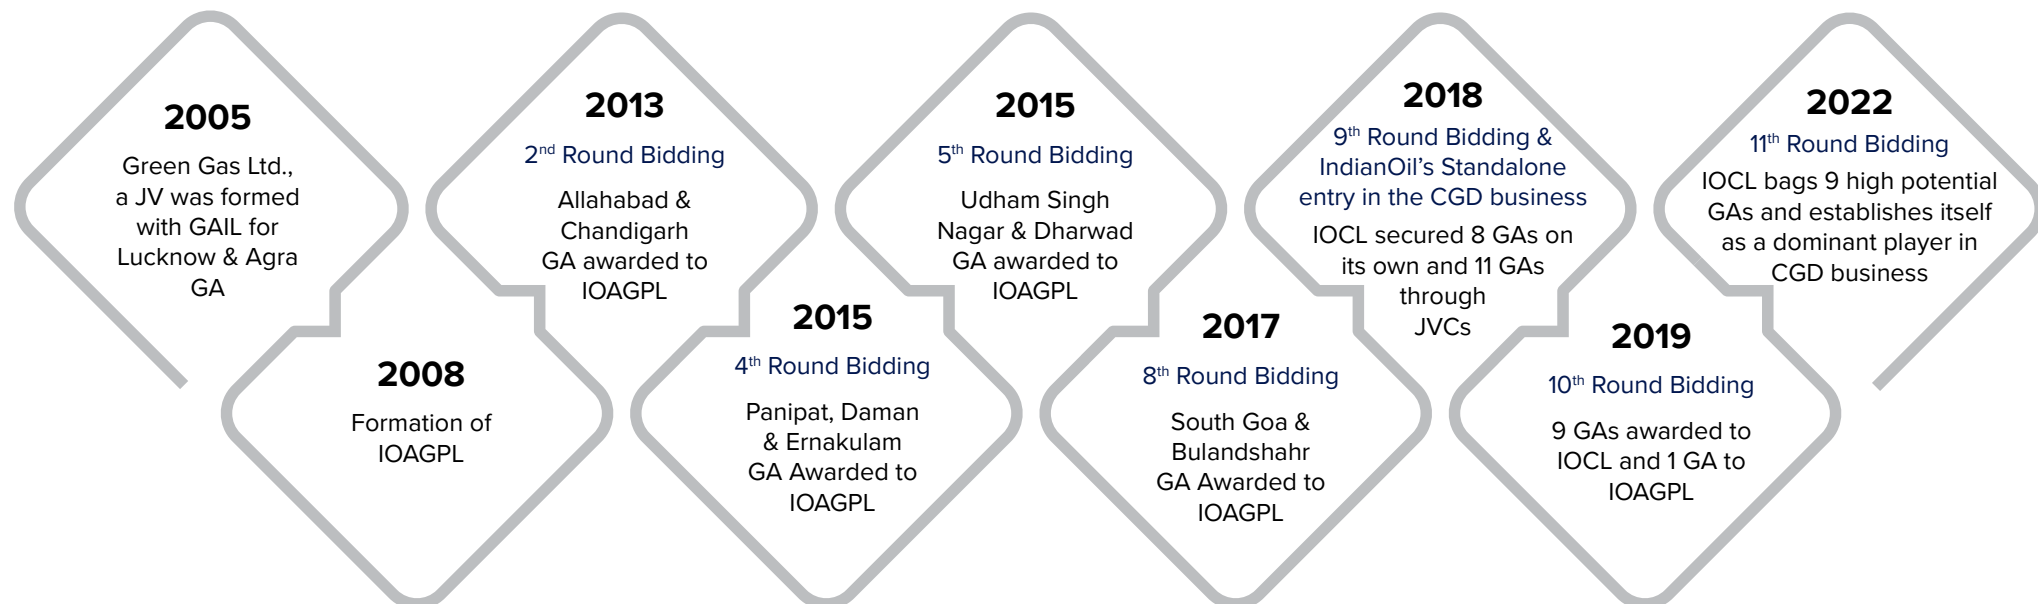 2005
Green Gas Ltd.,
a JV was formed
with GAIL for
Lucknow & Agra
GA
2008
Formation of
IOAGPL
2013
2nd Round Bidding
Allahabad &
Chandigarh
GA awarded to
IOAGPL
2015
4th Round Bidding
Panipat, Daman
& Ernakulam
GA Awarded to
IOAGPL
2015
5th Round Bidding
Udham Singh
Nagar & Dharwad
GA awarded to
IOAGPL
2017
8th Round Bidding
South Goa &
Bulandshahr
GA Awarded to
IOAGPL
2018
9th Round Bidding &
IndianOil’s Standalone
entry in the CGD business
IOCL secured 8 GAs on
its own and 11 GAs
through
JVCs
2019
10th Round Bidding
9 GAs awarded to
IOCL and 1 GA to
IOAGPL
2022
11th Round Bidding
IOCL bags 9 high potential
GAs and establishes itself
as a dominant player in
CGD business